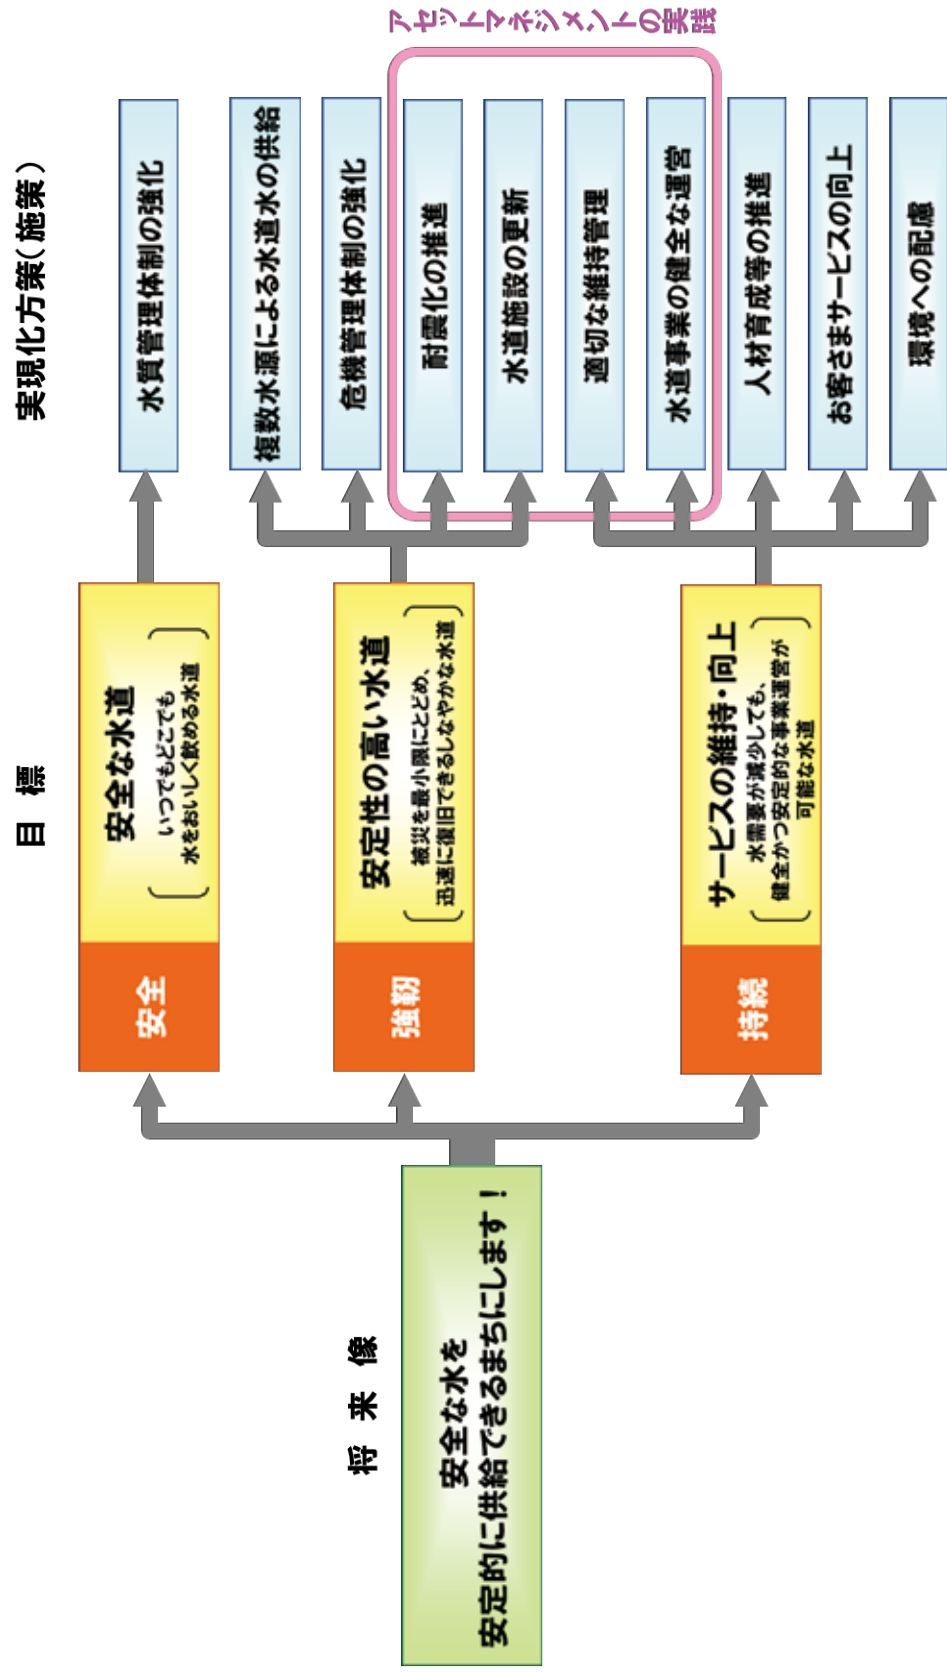 将来像
安全な水を
安定的に供給できるまちにします！
目標
安全
安全な水道
いつでもどこでも
水をおいしく飲める水道
強靭
安定性の高い水道
被災を最小限にとどめ、
迅速に復旧できるしなやかな水道
持続
サービスの維持・向上
水需要が減少しても、
健全かつ安定的な事業運営が
可能な水道
実現化方策（施策）
水質管理体制の強化
複数水源による水道水の供給
危機管理体制の強化
耐震化の推進
水道施設の更新
適切な維持管理
水道事業の健全な運営
人材育成等の推進
お客さまサービスの向上
環境への配慮
アセットマネジメントの実践